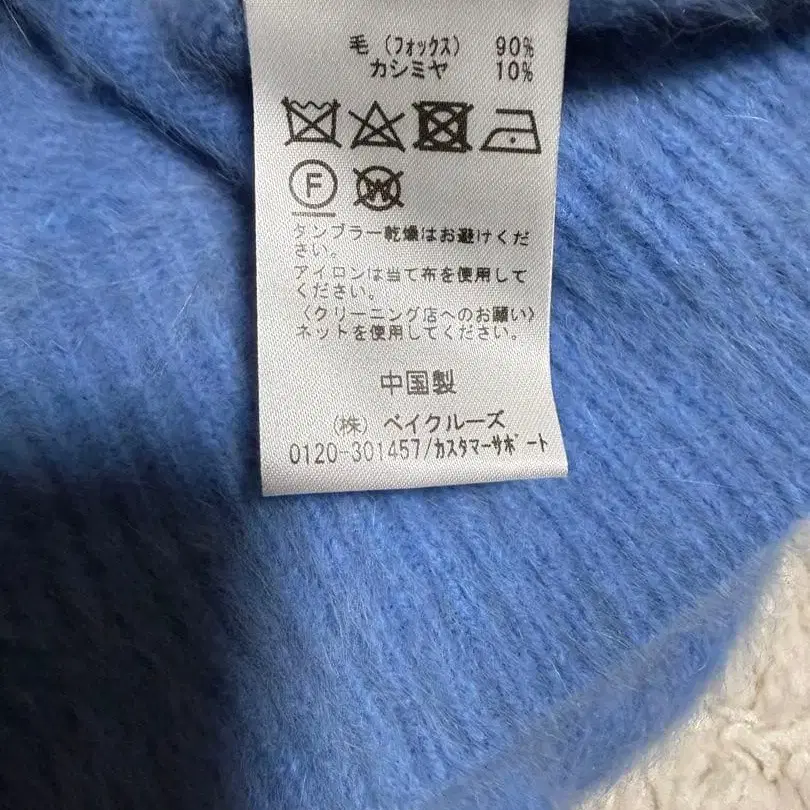 毛（フォックス） 90%
カシミヤ 10%
F W
タンブラー乾燥はお避けくだ
さい。
アイロンは当て布を使用して
ください。
〈クリーニング店へのお願い〉
ネットを使用してください。
中国製
（株） ベイクルーズ
0120-301457/ｶｽﾀﾏｰｻﾎﾟｰﾄ